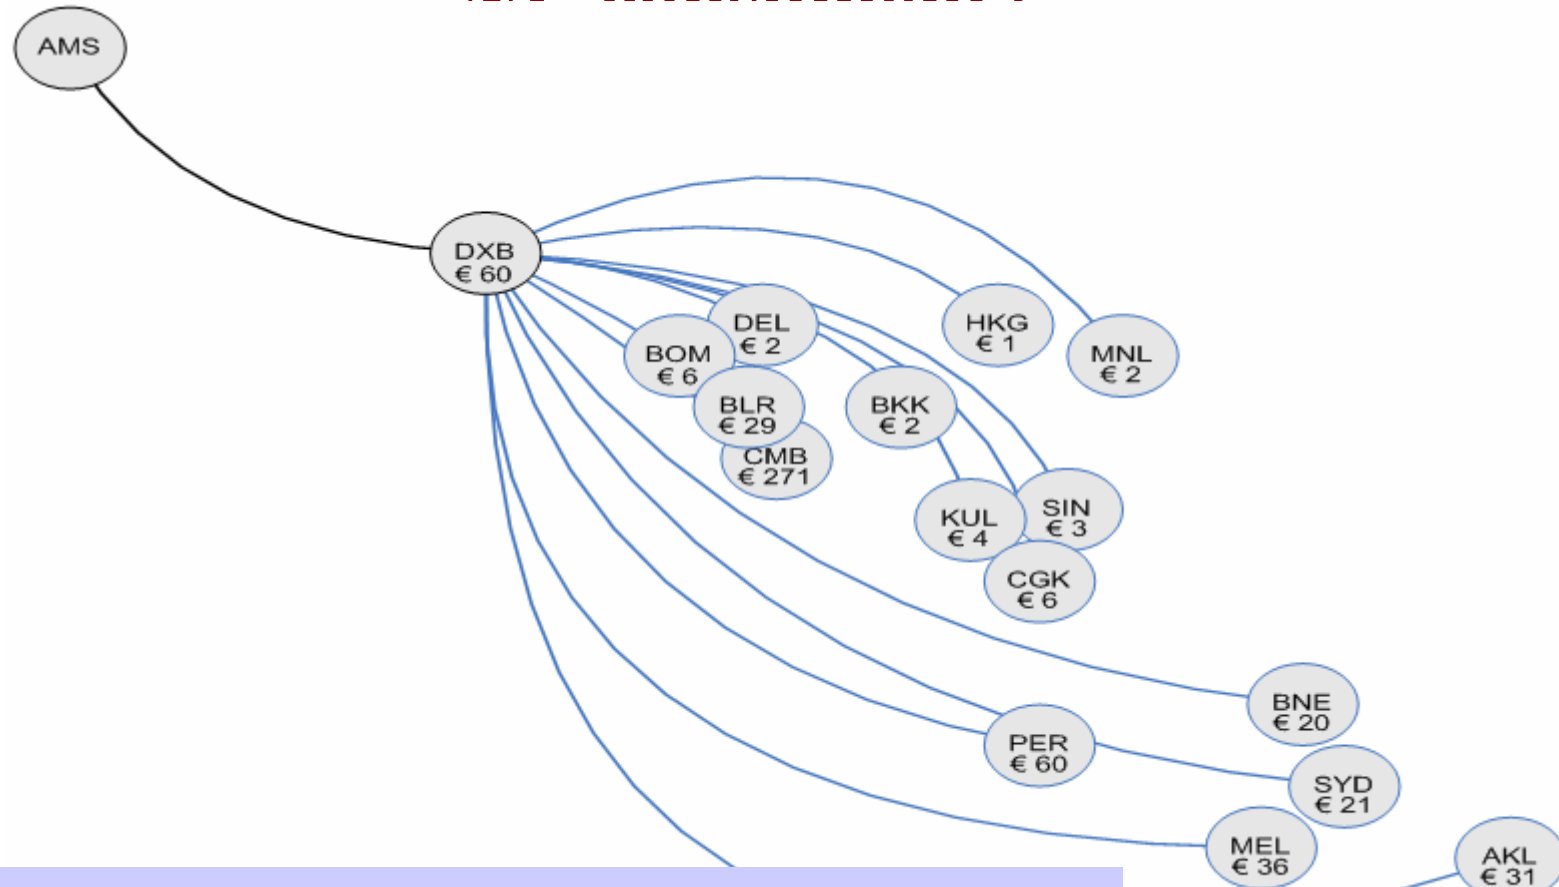 AMS
DXB
€ 60
DEL
€ 2
HKG
€ 1
BOM
€ 6
MNL
€ 2
BLR
€ 29
BKK
€ 2
CMB
€ 271
KUL
€ 4
SIN
€ 3
CGK
€ 6
BNE
€ 20
PER
€ 60
SYD
€ 21
MEL
€ 36
AKL
€ 31